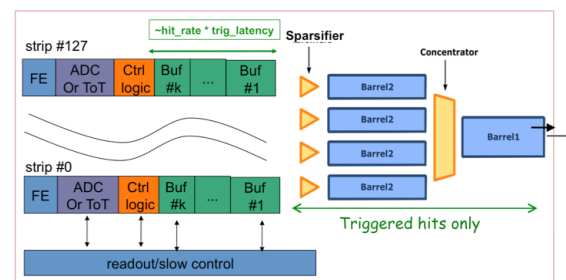 ~hit_rate * trig_latency
strip #127
Sparsifier
Concentrator
FE
ADC
Or ToT
Ctrl
logic
Buf
#k
...
Buf
#1
Barrel2
Barrel2
Barrel2
Barrel2
Barrel1
strip #0
FE
ADC
Or ToT
Ctrl
logic
Buf
#k
...
Buf
#1
Triggered hits only
readout/slow control